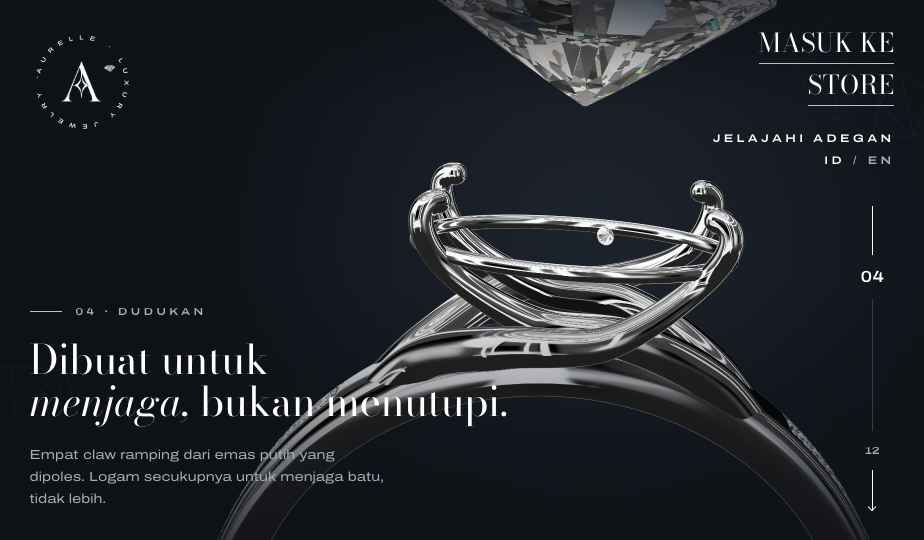 AURELLE · LUXURY JEWELRY ·
A
MASUK KE
STORE
JELAJAHI ADEGAN
ID / EN
04
12
04 · DUDUKAN
Dibuat untuk
menjaga. bukan menutupi.
Empat claw ramping dari emas putih yang
dipoles. Logam secukupnya untuk menjaga batu,
tidak lebih.